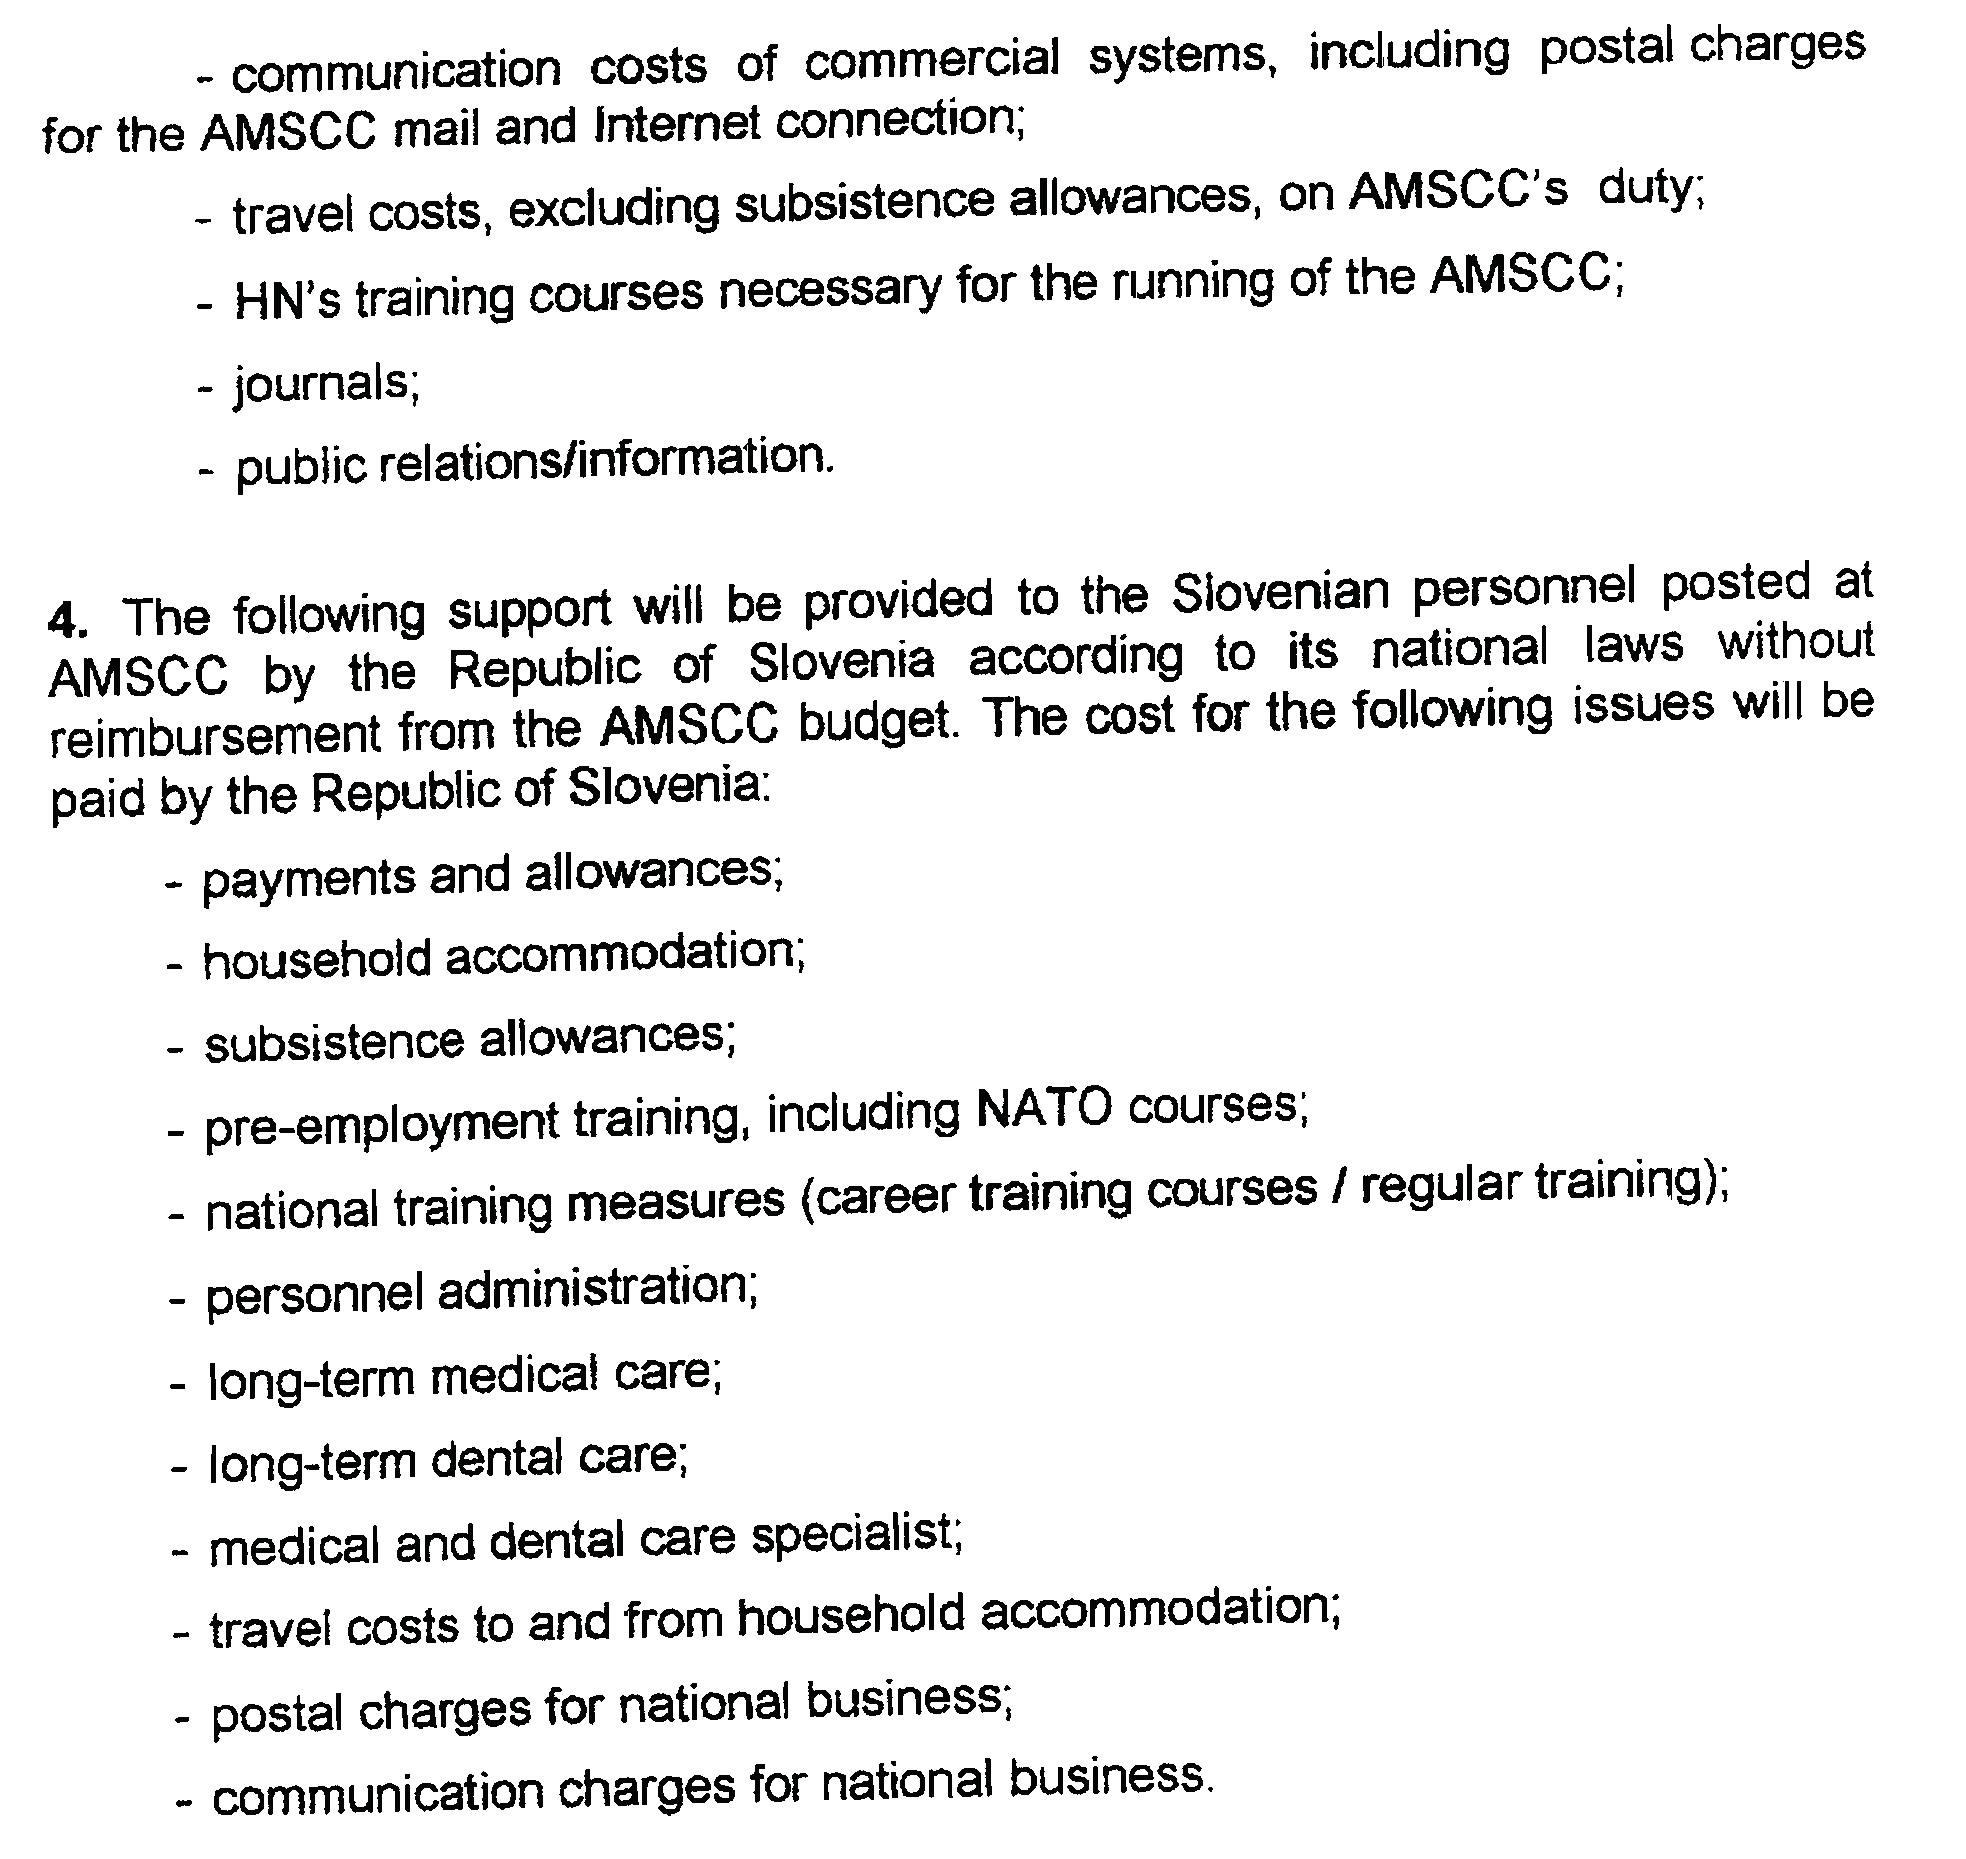 - communication costs of commercial systems, including postal charges
for the AMSCC mail and Internet connection;
- travel costs, excluding subsistence allowances, on AMSCC's duty;
- HN's training courses necessary for the running of the AMSCC;
- journals;
- public relations/information.
4. The following support will be provided to the Slovenian personnel posted at
AMSCC by the Republic of Slovenia according to its national laws without
reimbursement from the AMSCC budget. The cost for the following issues will be
paid by the Republic of Slovenia:
- payments and allowances;
- household accommodation;
- subsistence allowances;
- pre-employment training, including NATO courses;
- national training measures (career training courses / regular training);
- personnel administration;
- long-term medical care;
- long-term dental care;
- medical and dental care specialist;
- travel costs to and from household accommodation;
- postal charges for national business;
- communication charges for national business.